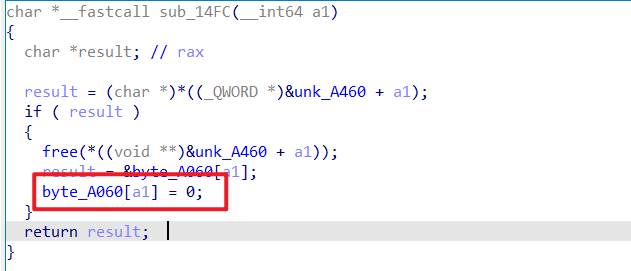 char *__fastcall sub_14FC(__int64 a1)
{
char *result; // rax
result = (char *)*((_QWORD *)&unk_A460 + a1);
if ( result )
{
free(*((void **)&unk_A460 + a1));
result = &byte_A060[a1];
byte_A060[a1] = 0;
}
return result;
}